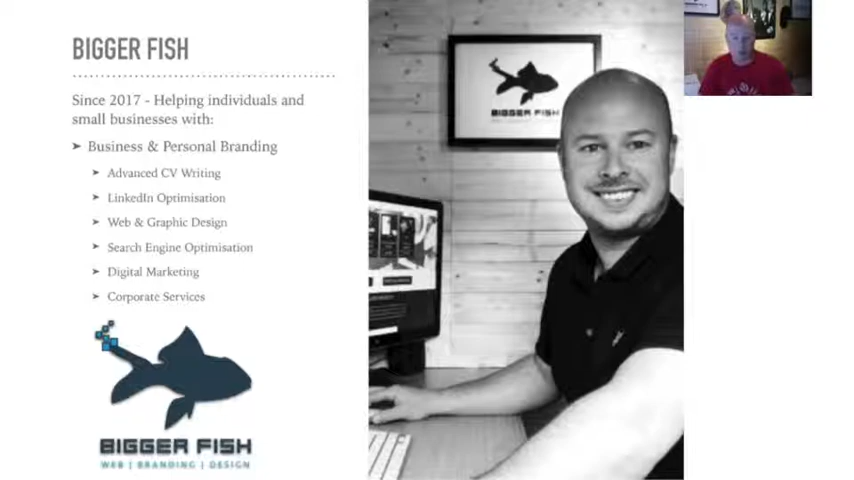 BIGGER FISH
Since 2017 - Helping individuals and
small businesses with:
➤ Business & Personal Branding
➤ Advanced CV Writing
➤ LinkedIn Optimisation
➤ Web & Graphic Design
➤ Search Engine Optimisation
➤ Digital Marketing
➤ Corporate Services
BIGGER FISH
WEB | BRANDING | DESIGN
BIGGER FISH